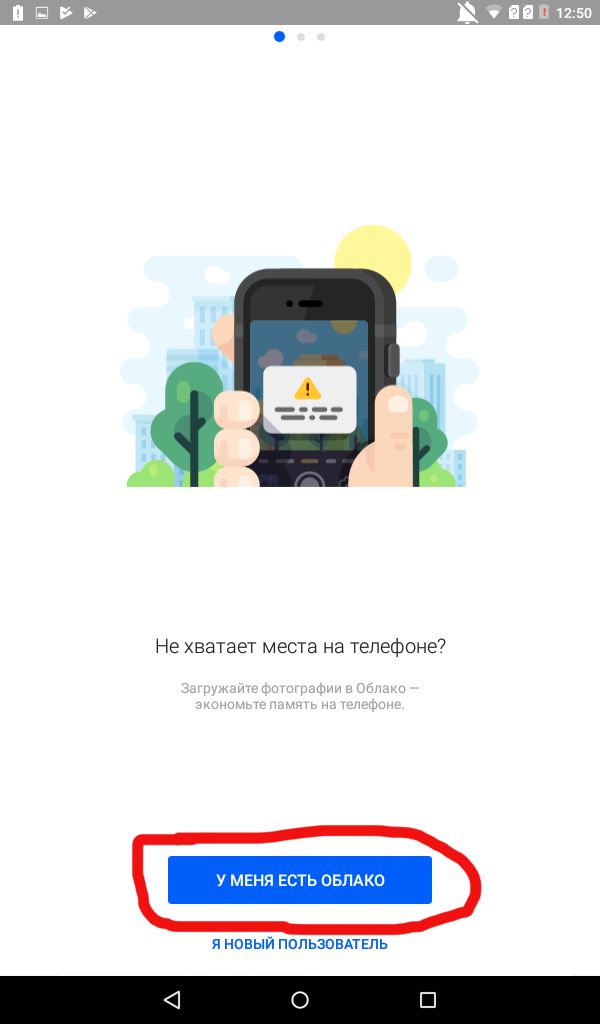 12:50
Не хватает места на телефоне?
Загружайте фотографии в Облако —
экономьте память на телефоне.
У МЕНЯ ЕСТЬ ОБЛАКО
Я НОВЫЙ ПОЛЬЗОВАТЕЛЬ